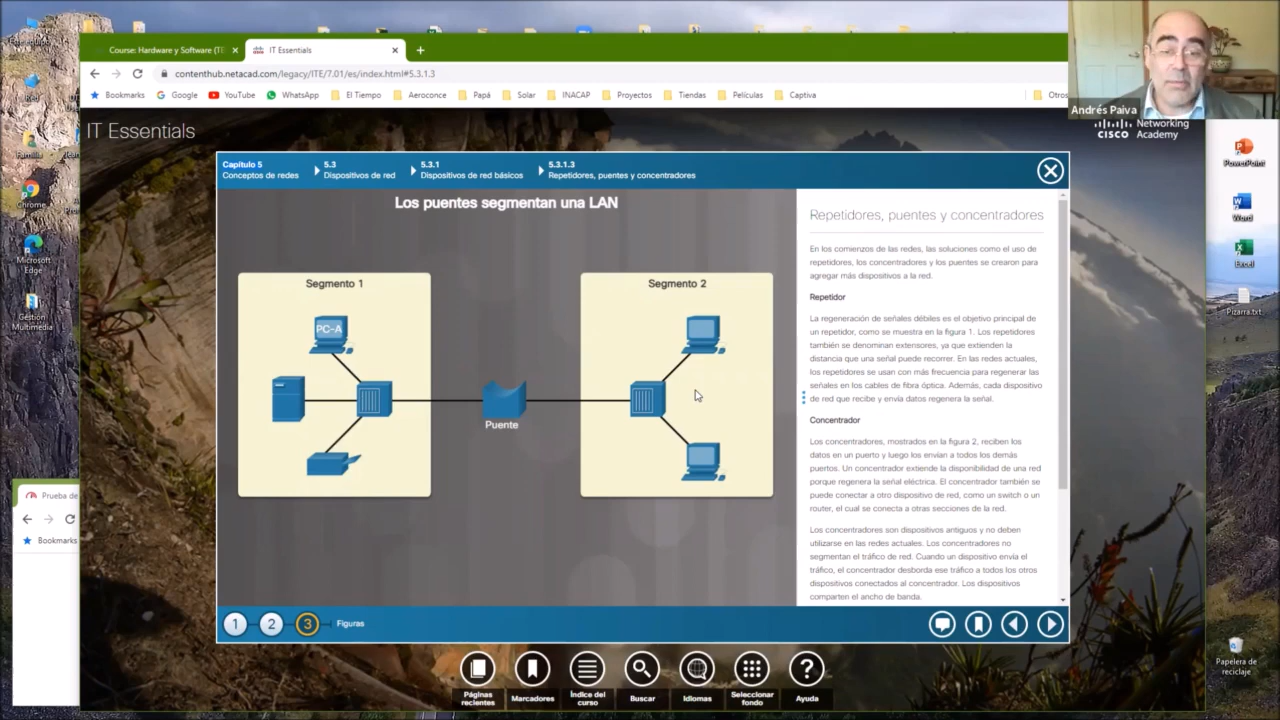 Course: Hardware y Software (TE
IT Essentials
contenthub.netacad.com/legacy/ITE/7.01/es/index.html#5.3.1.3
Bookmarks
Google
YouTube
WhatsApp
El Tiempo
Aeroconce
Papá
Solar
INACAP
Proyectos
Tiendas
Películas
Captiva
Otros
Andrés Paiva
IT Essentials
CISCO
Networking
Academy
Capítulo 5
Conceptos de redes
5.3
Dispositivos de red
5.3.1
Dispositivos de red básicos
5.3.1.3
Repetidores, puentes y concentradores
Los puentes segmentan una LAN
Segmento 1
PC-A
Puente
Segmento 2
Repetidores, puentes y concentradores
En los comienzos de las redes, las soluciones como el uso de
repetidores, los concentradores y los puentes se crearon para
agregar más dispositivos a la red.
Repetidor
La regeneración de señales débiles es el objetivo principal de
un repetidor, como se muestra en la figura 1. Los repetidores
también se denominan extensores, ya que extienden la
distancia que una señal puede recorrer. En las redes actuales,
los repetidores se usan con más frecuencia para regenerar las
señales en los cables de fibra óptica. Además, cada dispositivo
de red que recibe y envía datos regenera la señal.
Concentrador
Los concentradores, mostrados en la figura 2, reciben los
datos en un puerto y luego los envían a todos los demás
puertos. Un concentrador extiende la disponibilidad de una red
porque regenera la señal eléctrica. El concentrador también se
puede conectar a otro dispositivo de red, como un switch o un
router, el cual se conecta a otras secciones de la red.
Los concentradores son dispositivos antiguos y no deben
utilizarse en las redes actuales. Los concentradores no
segmentan el tráfico de red. Cuando un dispositivo envía el
tráfico, el concentrador desborda ese tráfico a todos los otros
dispositivos conectados al concentrador. Los dispositivos
comparten el ancho de banda.
1
2
3
Figuras
Páginas
recientes
Marcadores
Índice del
curso
Buscar
Idiomas
Seleccionar
fondo
Ayuda
Red
Familia
Chrome
Microsoft
Edge
Gestión
Multimedia
Prueba de
Bookmarks
PowerPoint
Word
Excel
Pizarra.txt
Papelera de
reciclaje